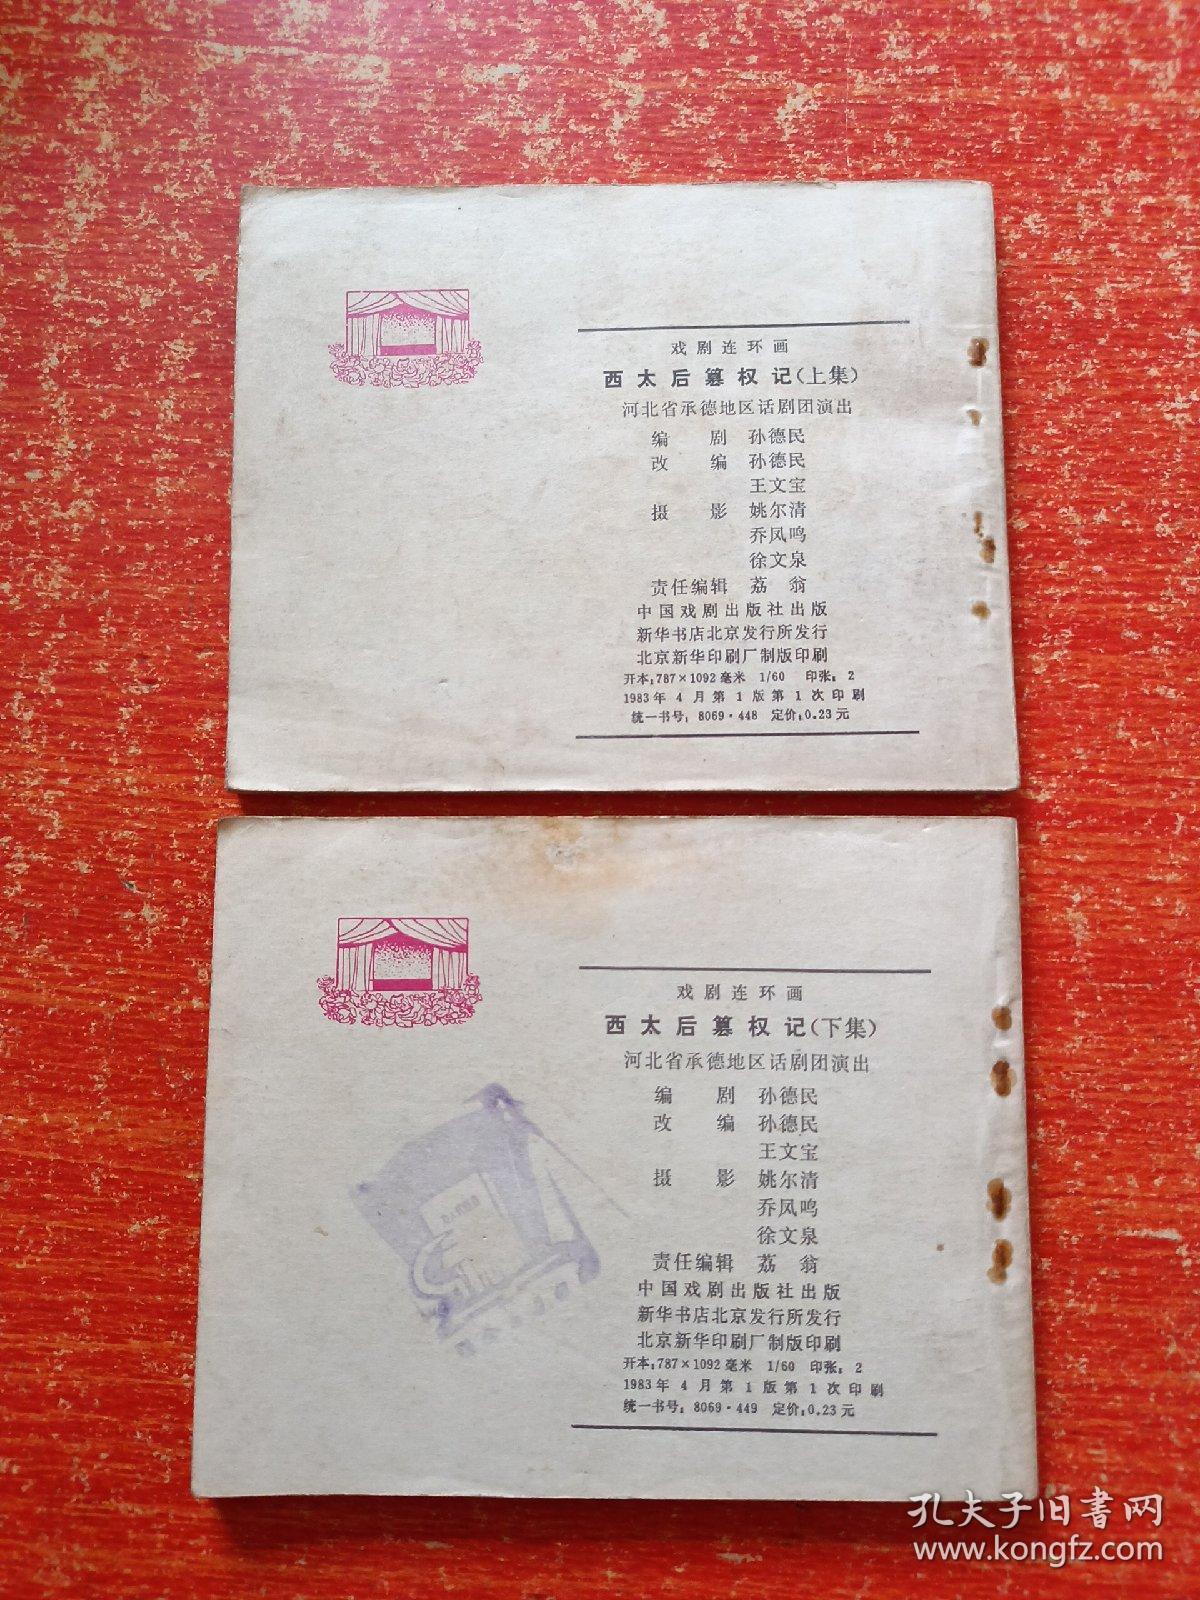 戏剧连环画
西太后篡权记(上集)
河北省承德地区话剧团演出
编 剧 孙德民
改 编 孙德民
王文宝
摄 影 姚尔清
乔凤鸣
徐文泉
责任编辑 荔 翁
中国戏剧出版社出版
新华书店北京发行所发行
北京新华印刷厂制版印刷
开本:787×1092毫米 1/60 印张:2
1983年4月第1版第1次印刷
统一书号:8069·448 定价:0.23元
戏剧连环画
西太后篡权记(下集)
河北省承德地区话剧团演出
编 剧 孙德民
改 编 孙德民
王文宝
摄 影 姚尔清
乔凤鸣
徐文泉
责任编辑 荔 翁
中国戏剧出版社出版
新华书店北京发行所发行
北京新华印刷厂制版印刷
开本:787×1092毫米 1/60 印张:2
1983年4月第1版第1次印刷
统一书号:8069·449 定价:0.23元
孔夫子旧書网
www.kongfz.com